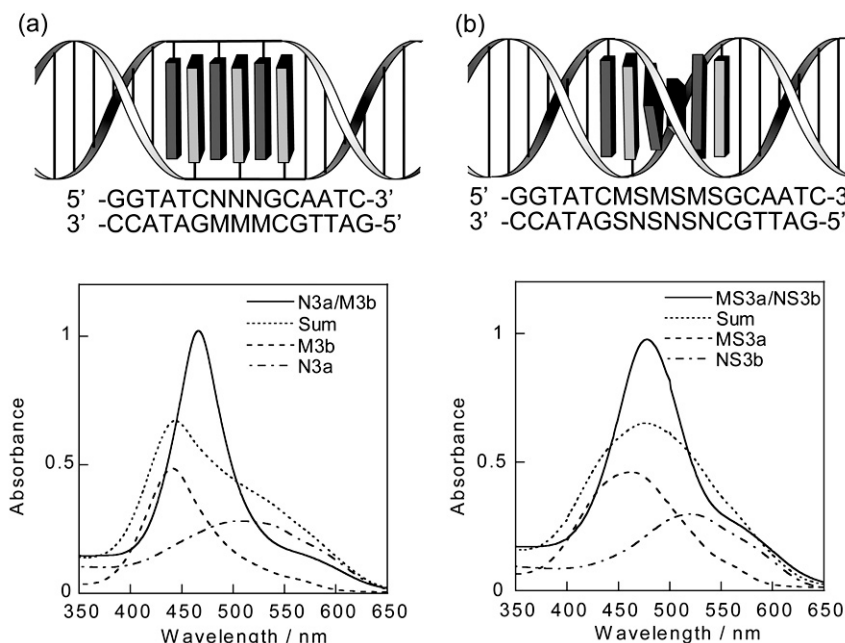 (a)
5' -GGTATCNNNGCAATC-3'
3' -CCATAGMMMCGTTAG-5'
N3a/M3b
Sum
M3b
N3a
1
0.5
0
Absorbance
350 400 450 500 550 600 650
Wavelength / nm
(b)
5' -GGTATCMSMSMSGCAATC-3'
3' -CCATAGSNSNSNCGTTAG-5'
MS3a/NS3b
Sum
MS3a
NS3b
1
0.5
0
Absorbance
350 400 450 500 550 600 650
Wavelength / nm